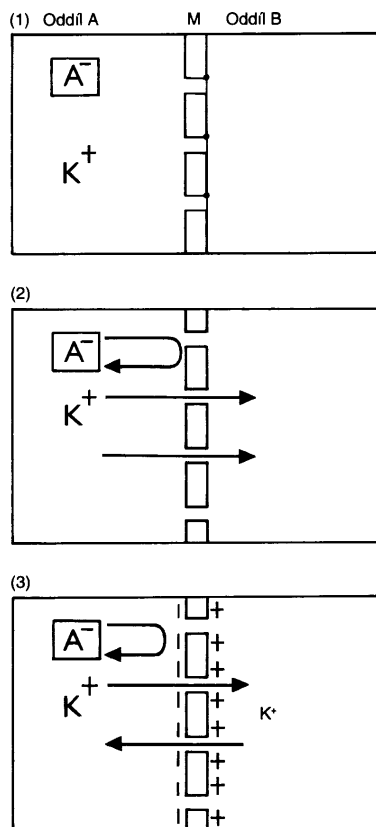 (1) Oddíl A M Oddíl B
A⁻
K⁺
(2)
A⁻
K⁺
(3)
+
A⁻ +
+
K⁺
+ K⁺
+
+
+
+